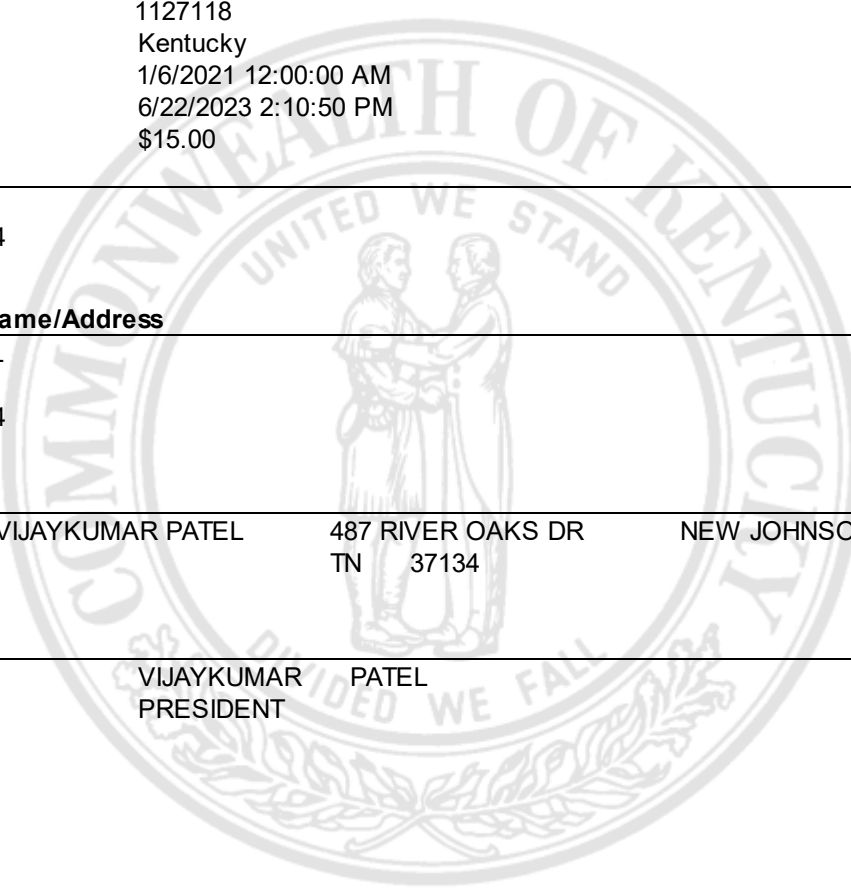 1127118
Kentucky
1/6/2021 12:00:00 AM
6/22/2023 2:10:50 PM
$15.00
4
ame/Address
4
VIJAYKUMAR PATEL 487 RIVER OAKS DR NEW JOHNSO
TN 37134
VIJAYKUMAR PATEL
PRESIDENT
COMMONWEALTH OF KENTUCKY
UNITED WE STAND
DIVIDED WE FALL